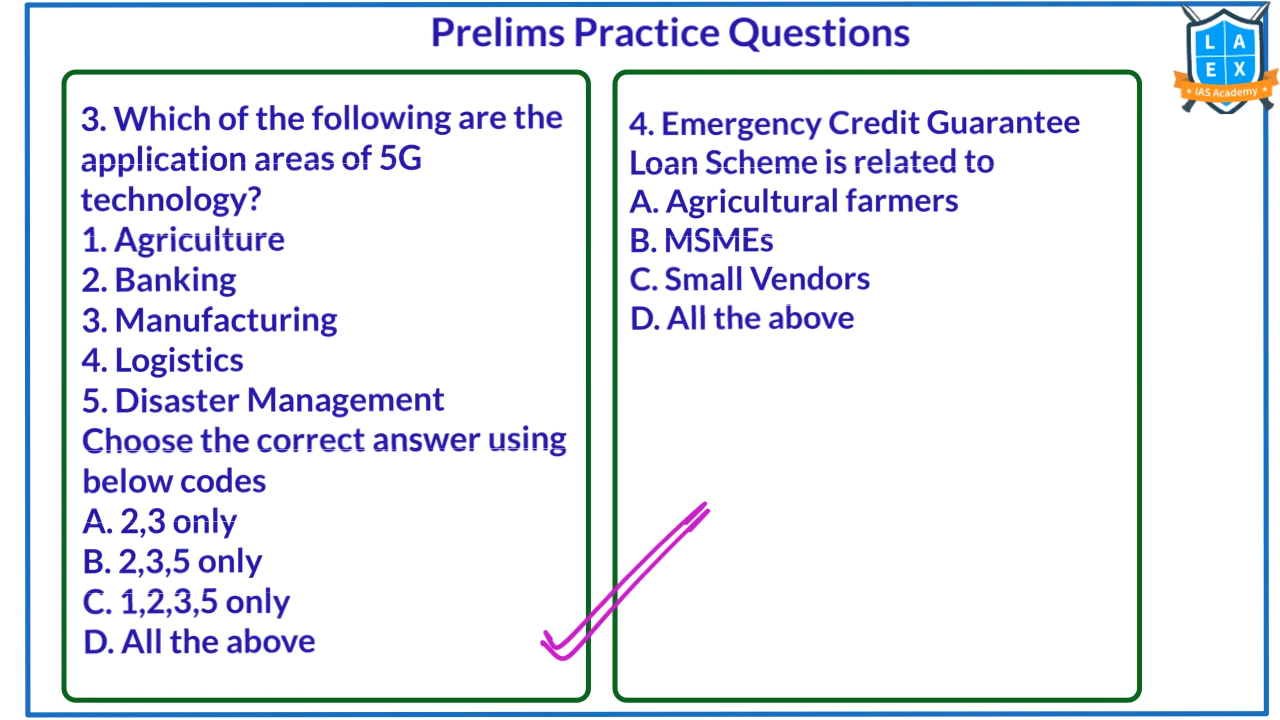 Prelims Practice Questions
L A
E X
IAS Academy
3. Which of the following are the
application areas of 5G
technology?
1. Agriculture
2. Banking
3. Manufacturing
4. Logistics
5. Disaster Management
Choose the correct answer using
below codes
A. 2,3 only
B. 2,3,5 only
C. 1,2,3,5 only
D. All the above
4. Emergency Credit Guarantee
Loan Scheme is related to
A. Agricultural farmers
B. MSMEs
C. Small Vendors
D. All the above